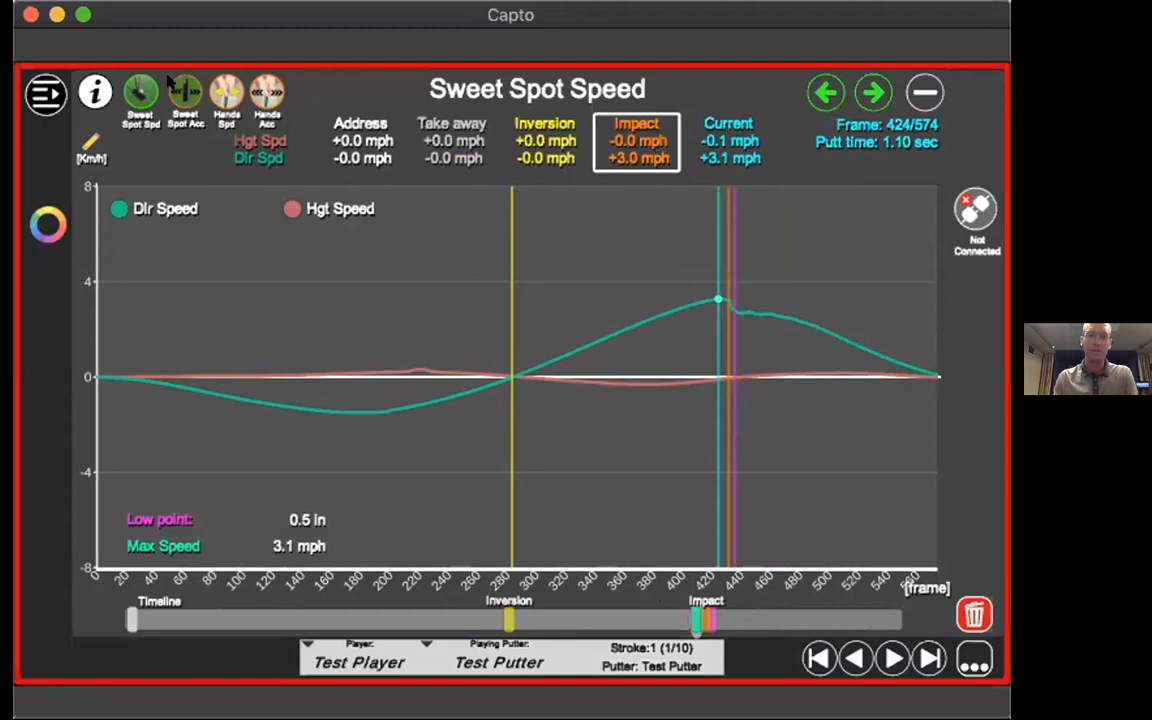 Capto
i
Sweet Spot Spd
Sweet Spot Acc
Hands Spd
Hands Acc
Sweet Spot Speed
Frame: 424/574
Putt time: 1.10 sec
[Km/h]
Hgt Spd
Dir Spd
Address
+0.0 mph
-0.0 mph
Take away
+0.0 mph
-0.0 mph
Inversion
+0.0 mph
-0.0 mph
Impact
-0.0 mph
+3.0 mph
Current
-0.1 mph
+3.1 mph
Dir Speed
Hgt Speed
Not
Connected
8
4
0
-4
-8
Low point: 0.5 in
Max Speed 3.1 mph
0 20 40 60 80 100 120 140 160 180 200 220 240 260 280 300 320 340 360 380 400 420 440 460 480 500 520 540 560
[frame]
Timeline
Inversion
Impact
Player:
Test Player
Playing Putter:
Test Putter
Stroke:1 (1/10)
Putter: Test Putter